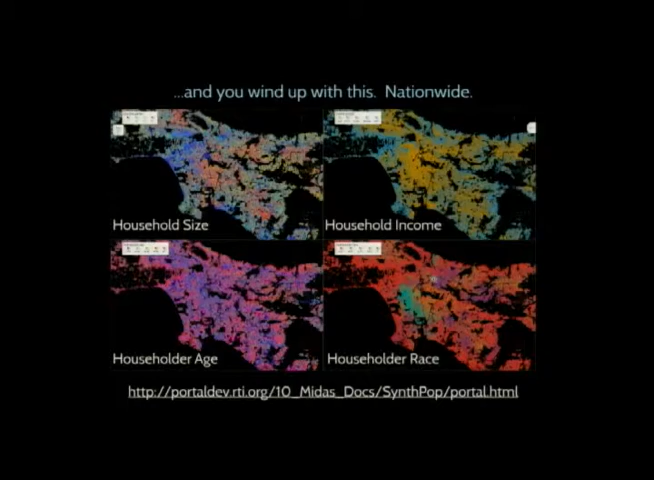 ...and you wind up with this. Nationwide.
Household Size
Household Income
Householder Age
Householder Race
http://portaldev.rti.org/10_Midas_Docs/SynthPop/portal.html